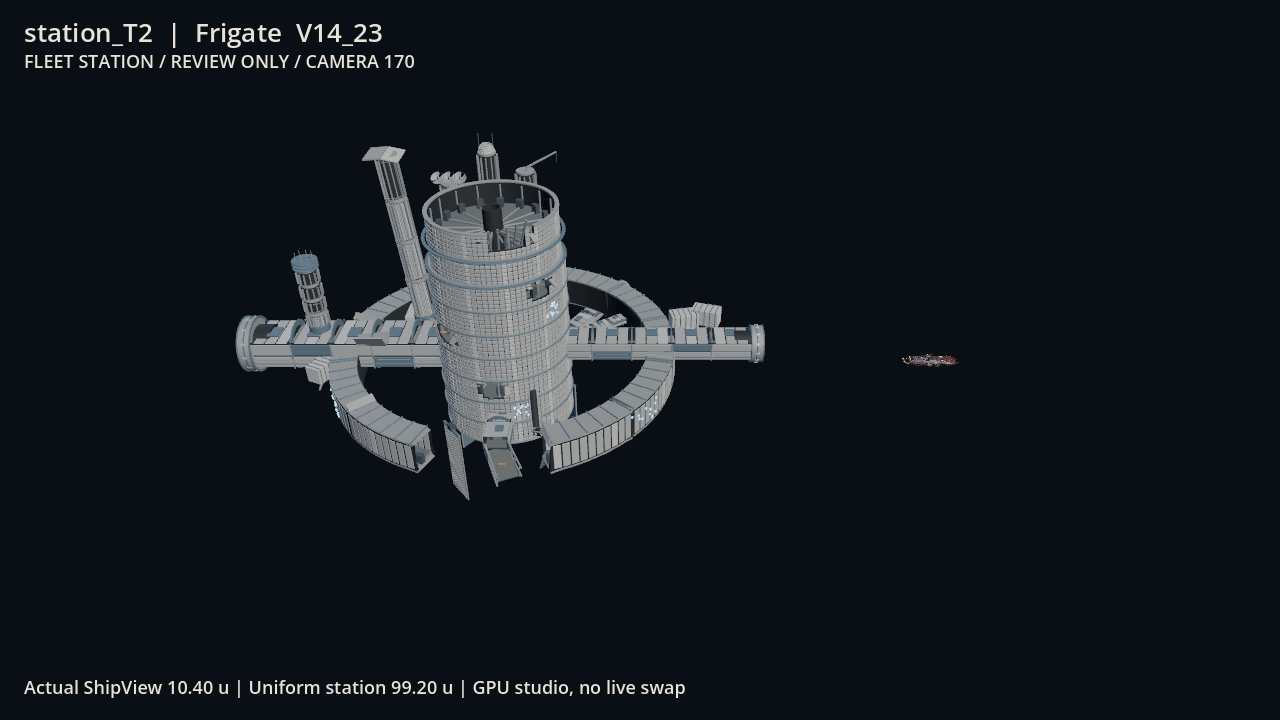 station_T2 | Frigate V14_23
FLEET STATION / REVIEW ONLY / CAMERA 170
Actual ShipView 10.40 u | Uniform station 99.20 u | GPU studio, no live swap